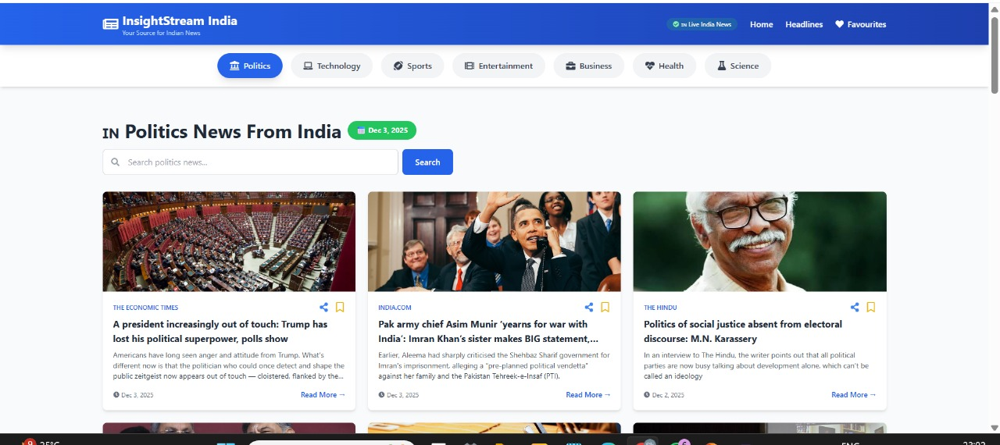 InsightStream India
Your Source for Indian News
IN Live India News
Home
Headlines
Favourites
Politics
Technology
Sports
Entertainment
Business
Health
Science
IN Politics News From India
Dec 3, 2025
Search politics news...
Search
THE ECONOMIC TIMES
A president increasingly out of touch: Trump has
lost his political superpower, polls show
Americans have long seen anger and attitude from Trump. What's
different now is that the politician who could once detect and shape the
public zeitgeist now appears out of touch — cloistered, flanked by the...
Dec 3, 2025
Read More →
INDIA.COM
Pak army chief Asim Munir 'yearns for war with
India': Imran Khan's sister makes BIG statement,...
Earlier, Aleema had sharply criticised the Shehbaz Sharif government for
Imran's imprisonment, alleging a "pre-planned political vendetta"
against her family and the Pakistan Tehreek-e-Insaf (PTI).
Dec 3, 2025
Read More →
THE HINDU
Politics of social justice absent from electoral
discourse: M.N. Karassery
In an interview to The Hindu, the writer points out that all political
parties are now busy talking about development alone, which can't be
called an ideology
Dec 2, 2025
Read More →